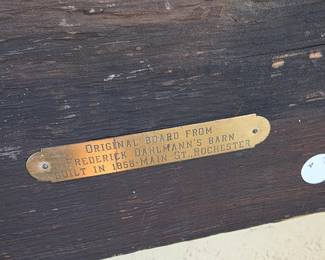 ORIGINAL BOARD FROM
FREDERICK DAHLMANN'S BARN
BUILT IN 1858-MAIN ST., ROCHESTER